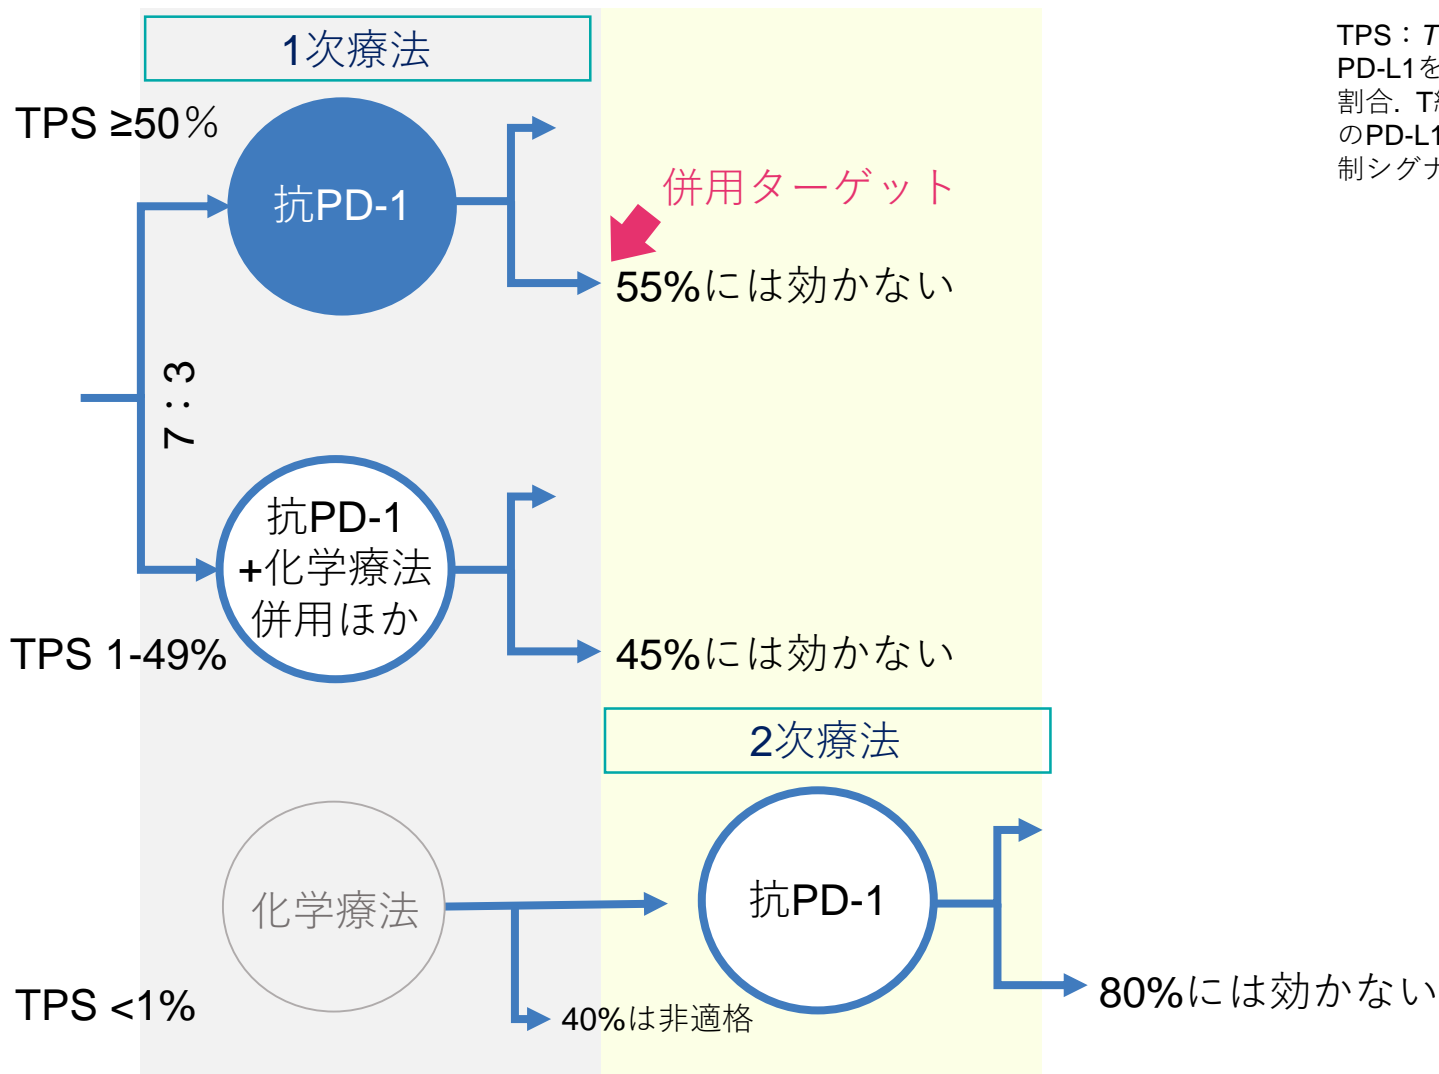 1次療法
TPS：T
PD-L1を
割合. T
のPD-L1
制シグ
TPS ≥50％
抗PD-1
併用ターゲット
55%には効かない
7：3
抗PD-1
+化学療法
併用ほか
TPS 1-49%
45%には効かない
2次療法
化学療法
抗PD-1
TPS <1%
40%は非適格
80%には効かない